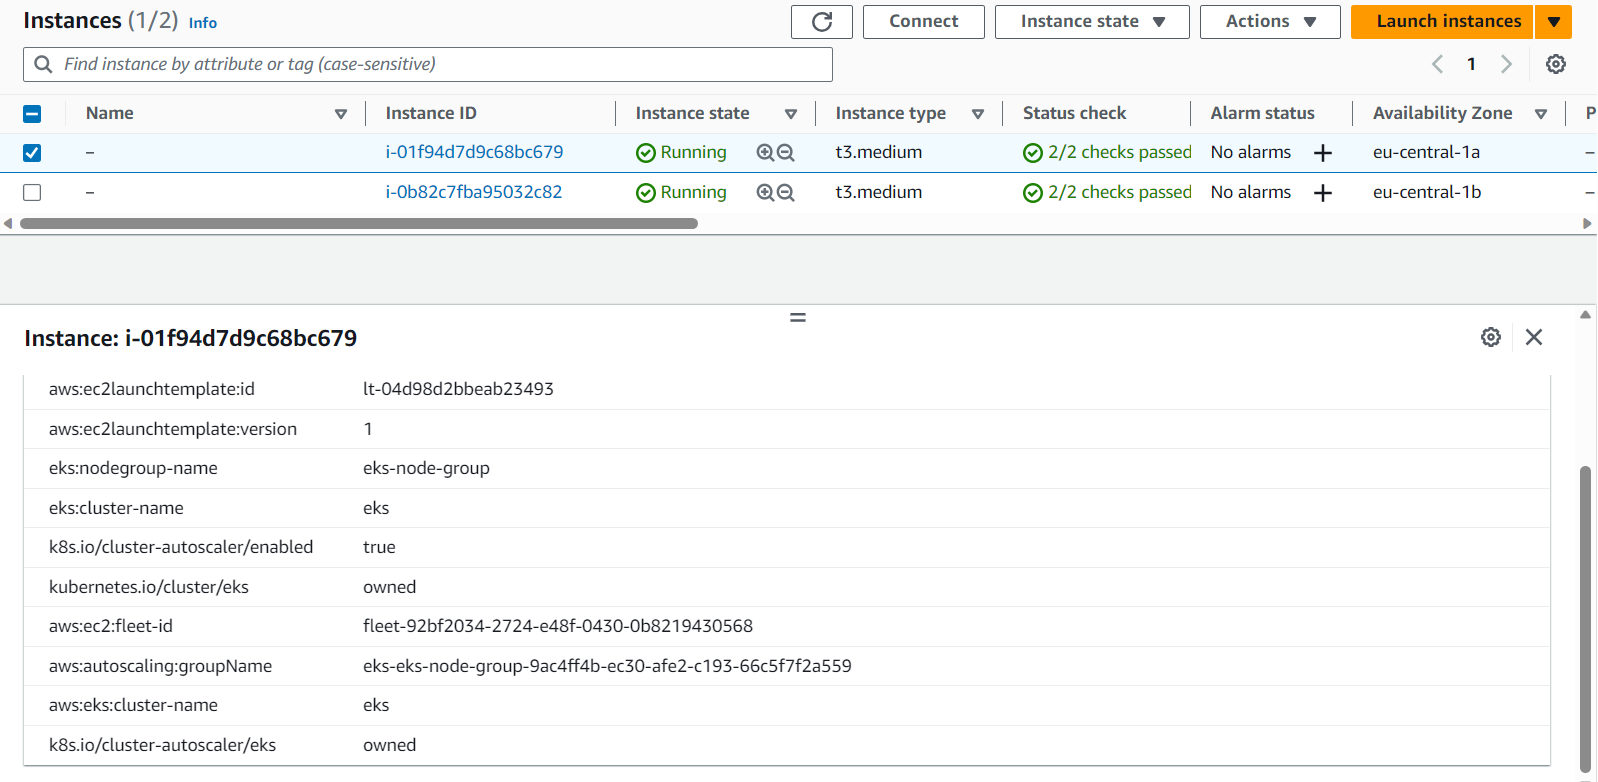 Instances (1/2) Info Connect Instance state Actions Launch instances
Find instance by attribute or tag (case-sensitive) 1
Name Instance ID Instance state Instance type Status check Alarm status Availability Zone P
– i-01f94d7d9c68bc679 Running t3.medium 2/2 checks passed No alarms + eu-central-1a –
– i-0b82c7fba95032c82 Running t3.medium 2/2 checks passed No alarms + eu-central-1b –
Instance: i-01f94d7d9c68bc679
aws:ec2launchtemplate:id lt-04d98d2bbeab23493
aws:ec2launchtemplate:version 1
eks:nodegroup-name eks-node-group
eks:cluster-name eks
k8s.io/cluster-autoscaler/enabled true
kubernetes.io/cluster/eks owned
aws:ec2:fleet-id fleet-92bf2034-2724-e48f-0430-0b8219430568
aws:autoscaling:groupName eks-eks-node-group-9ac4ff4b-ec30-afe2-c193-66c5f7f2a559
aws:eks:cluster-name eks
k8s.io/cluster-autoscaler/eks owned